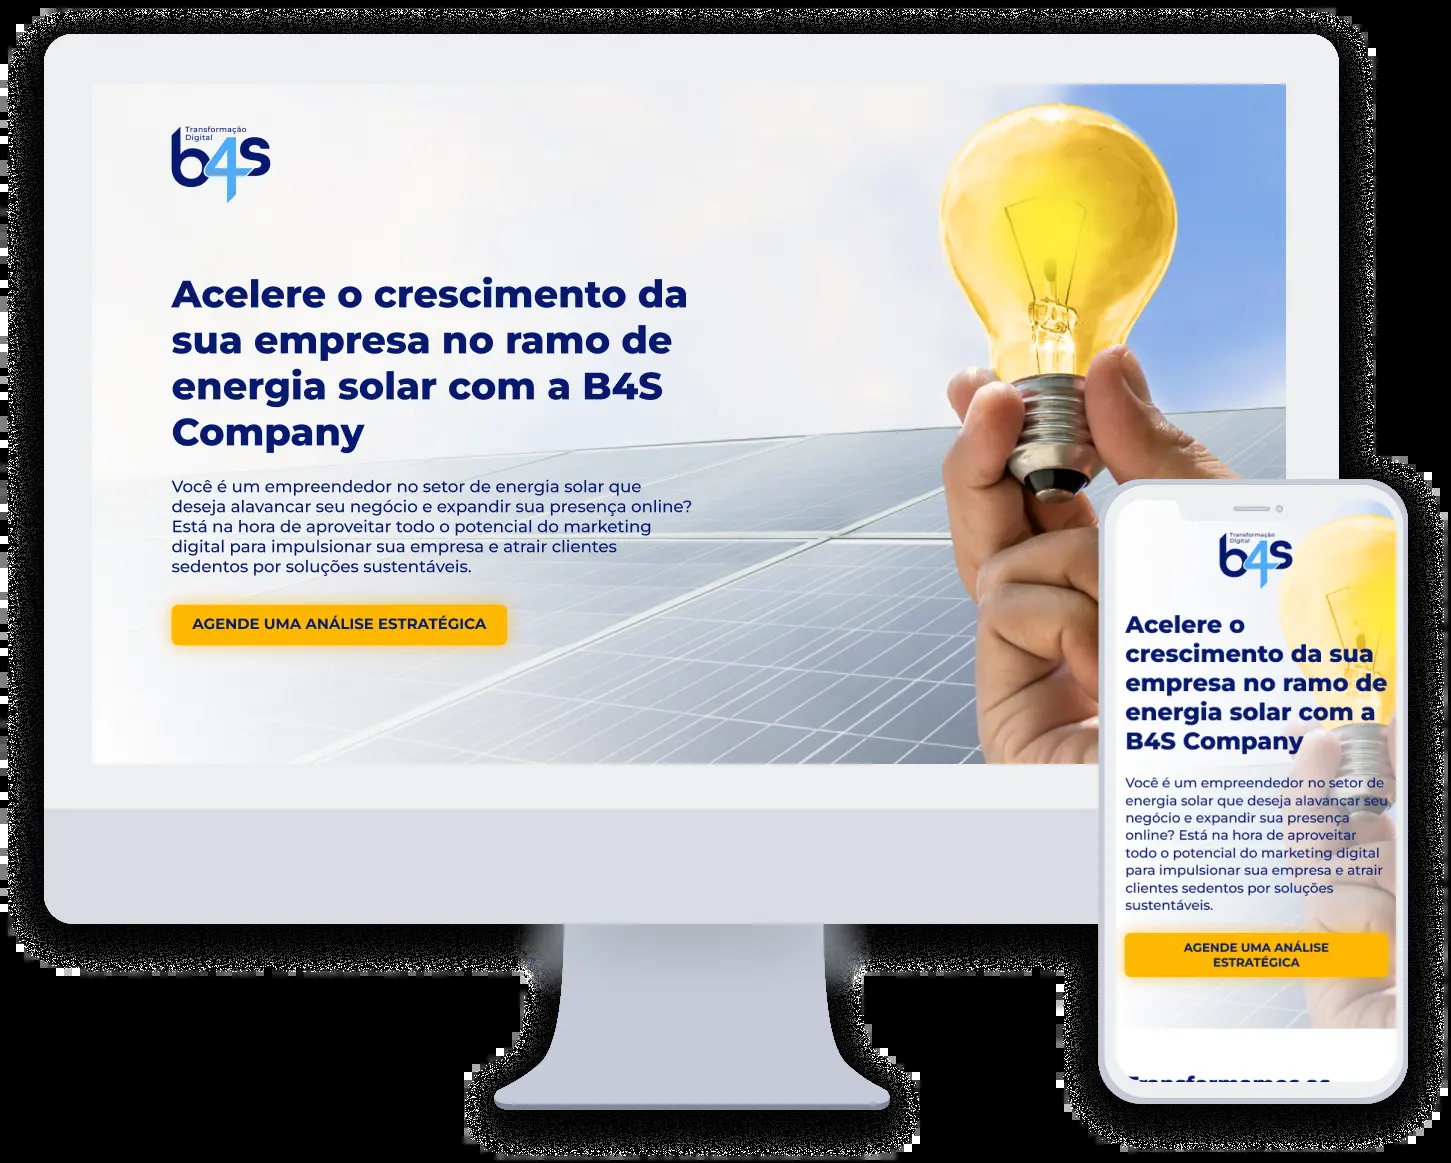 Transformação
Digital
b4S
Acelere o crescimento da
sua empresa no ramo de
energia solar com a B4S
Company
Você é um empreendedor no setor de energia solar que
deseja alavancar seu negócio e expandir sua presença online?
Está na hora de aproveitar todo o potencial do marketing
digital para impulsionar sua empresa e atrair clientes
sedentos por soluções sustentáveis.
AGENDE UMA ANÁLISE ESTRATÉGICA
Transformação
Digital
b4S
Acelere o
crescimento da sua
empresa no ramo de
energia solar com a
B4S Company
Você é um empreendedor no setor de
energia solar que deseja alavancar seu
negócio e expandir sua presença
online? Está na hora de aproveitar
todo o potencial do marketing digital
para impulsionar sua empresa e atrair
clientes sedentos por soluções
sustentáveis.
AGENDE UMA ANÁLISE
ESTRATÉGICA